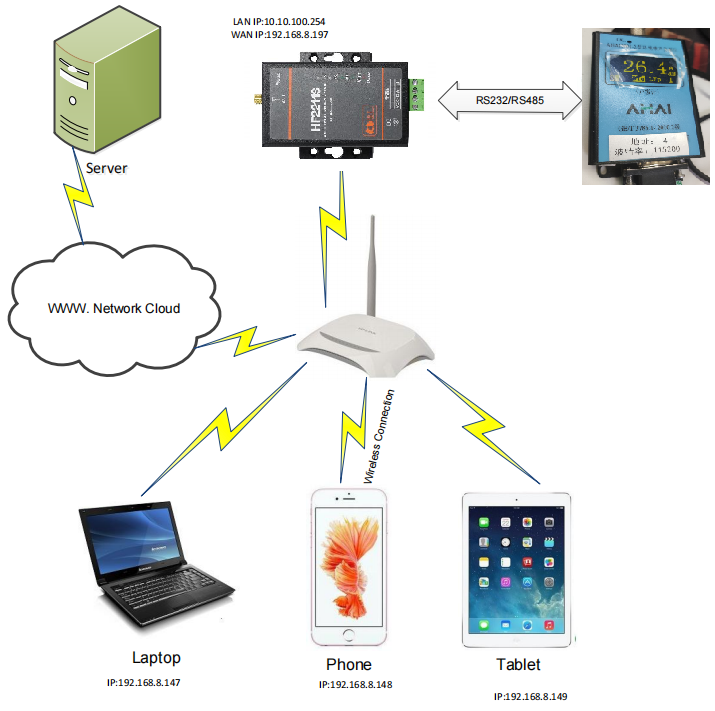 LAN IP:10.10.100.254
WAN IP:192.168.8.197
HF2211S
RS232/RS485
26.4
AHAI
地址: 4
波特率: 115200
Server
WWW. Network Cloud
Wireless Connection
Laptop
IP:192.168.8.147
Phone
IP:192.168.8.148
Tablet
IP:192.168.8.149